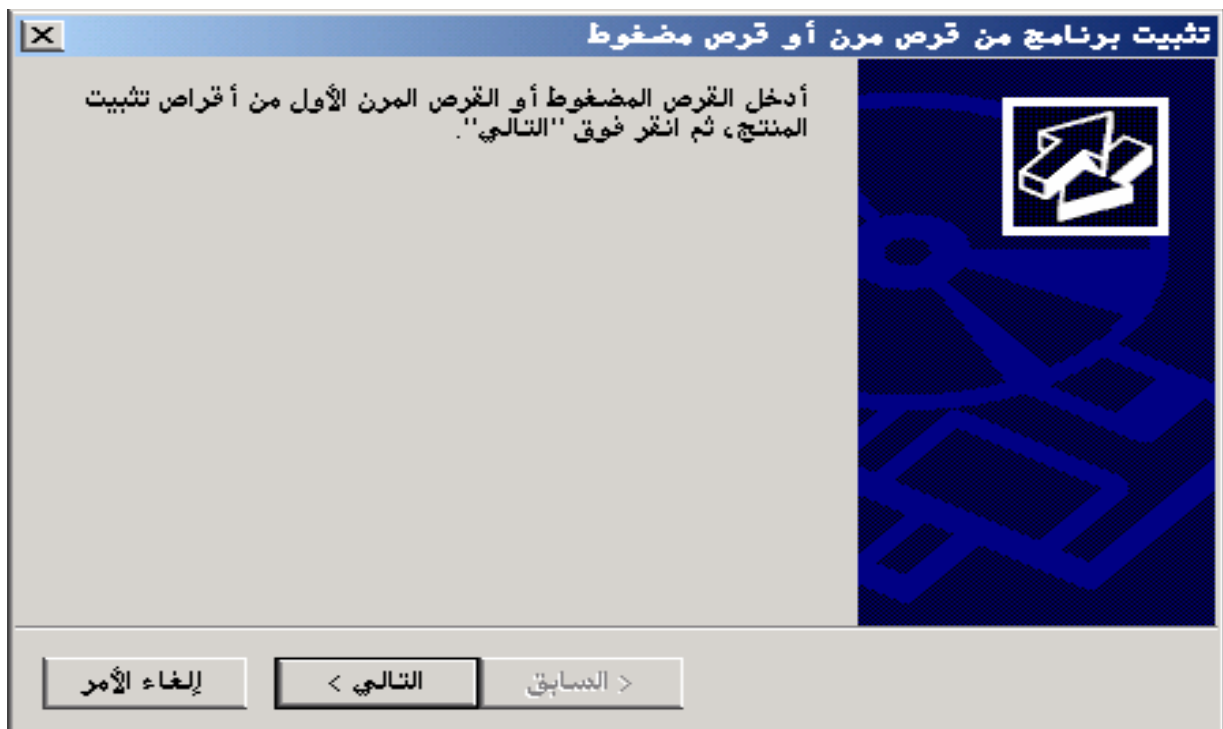 تثبيت برنامج من قرص مرن أو قرص مضغوط
أدخل القرص المضغوط أو القرص المرن الأول من أقراص تثبيت
المنتج، ثم انقر فوق "التالي".
< السابق
التالي >
إلغاء الأمر